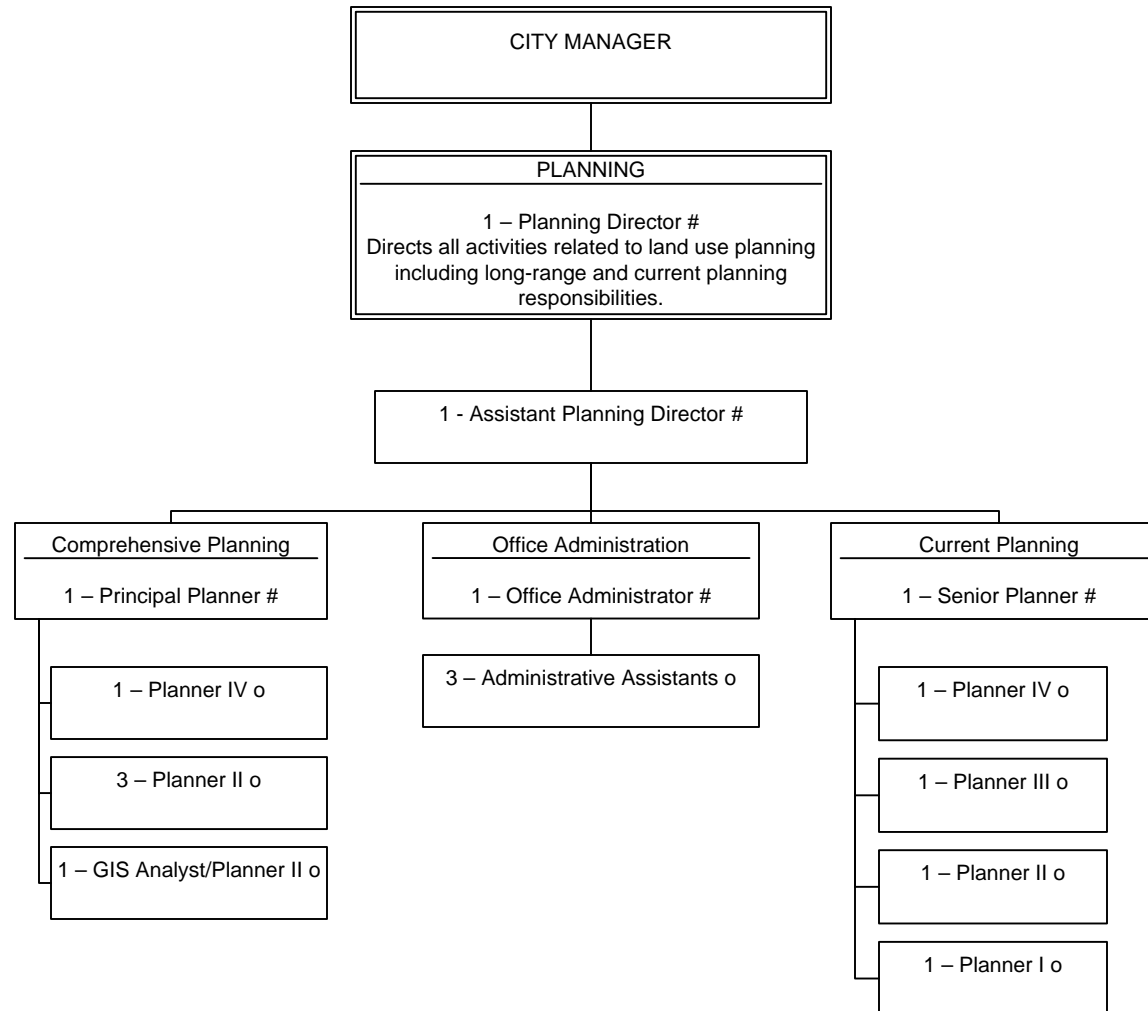 CITY MANAGER
PLANNING
1 – Planning Director #
Directs all activities related to land use planning
including long-range and current planning
responsibilities.
1 - Assistant Planning Director #
Comprehensive Planning
1 – Principal Planner #
1 – Planner IV o
3 – Planner II o
1 – GIS Analyst/Planner II o
Office Administration
1 – Office Administrator #
3 – Administrative Assistants o
Current Planning
1 – Senior Planner #
1 – Planner IV o
1 – Planner III o
1 – Planner II o
1 – Planner I o